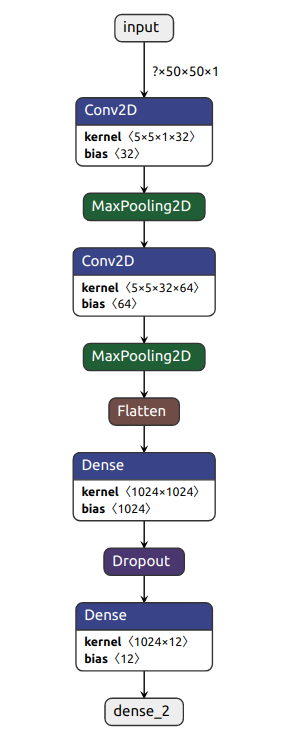 input
?×50×50×1
Conv2D
kernel〈5×5×1×32〉
bias〈32〉
MaxPooling2D
Conv2D
kernel〈5×5×32×64〉
bias〈64〉
MaxPooling2D
Flatten
Dense
kernel〈1024×1024〉
bias〈1024〉
Dropout
Dense
kernel〈1024×12〉
bias〈12〉
dense_2